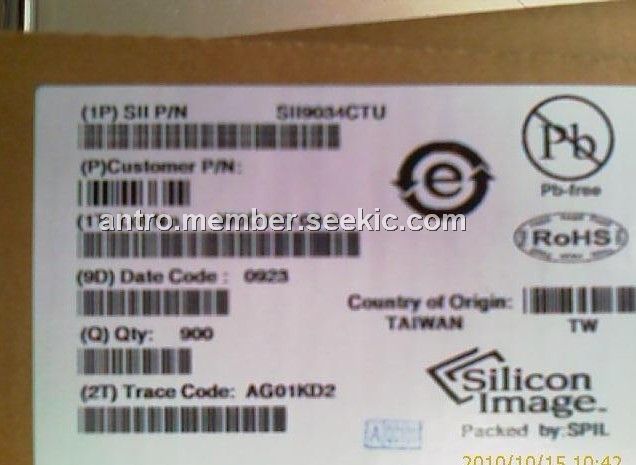 (1P) SII P/N SII9034CTU
Pb
Pb-free
(P)Customer P/N:
e
antro.member.seekic.com
RoHS
(9D) Date Code : 0923
Country of Origin:
TAIWAN
TW
(Q) Qty: 900
(2T) Trace Code: AG01KD2
Silicon
Image™
Packed by:SPIL
2010/10/15 10:42